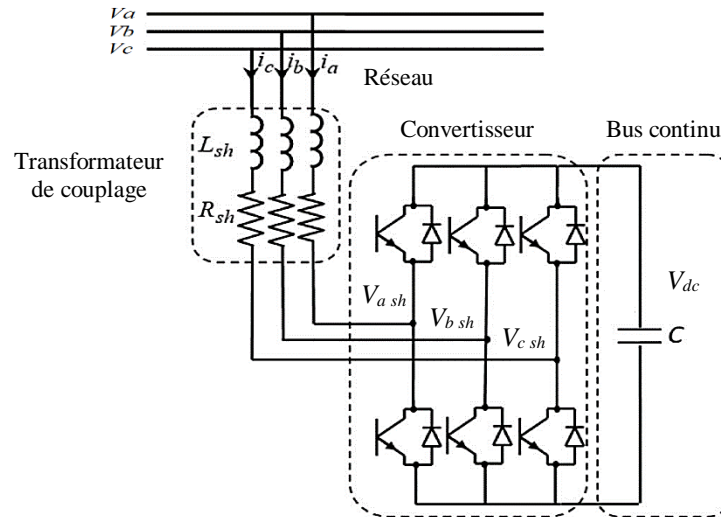 Va
Vb
Vc
ic ib ia
Réseau
Transformateur
de couplage
Lsh
Rsh
Convertisseur
Bus continu
Va sh
Vb sh
Vc sh
Vdc
C